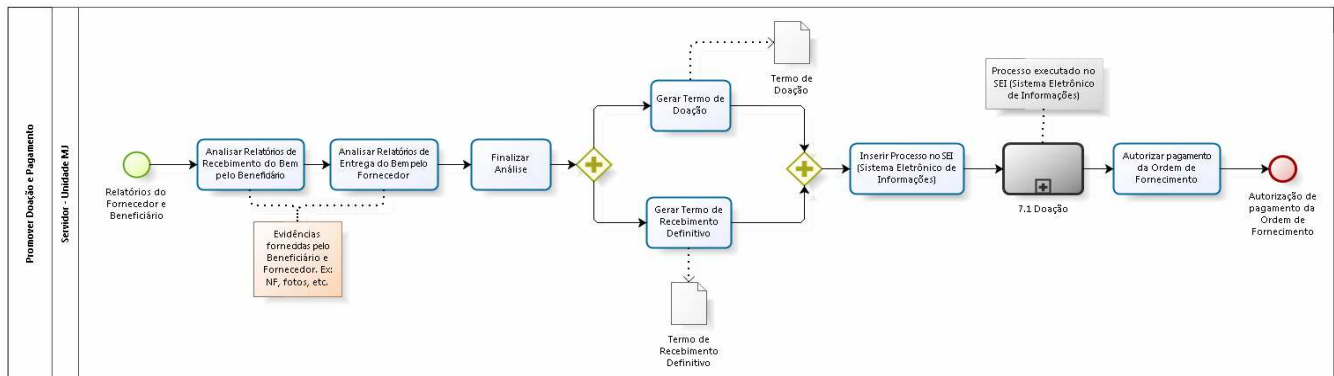 Promover Doação e Pagamento
Servidor - Unidade MJ
Relatórios do
Fornecedor e
Beneficiário
Analisar Relatórios de
Recebimento do Bem
pelo Beneficiário
Analisar Relatórios de
Entrega do Bem pelo
Fornecedor
Evidências
fornecidas pelo
Beneficiário e
Fornecedor. Ex:
NF, fotos, etc.
Finalizar
Análise
Gerar Termo de
Doação
Termo de
Doação
Gerar Termo de
Recebimento
Definitivo
Termo de
Recebimento
Definitivo
Inserir Processo no SEI
(Sistema Eletrônico de
Informações)
Processo executado no
SEI (Sistema Eletrônico
de Informações)
7.1 Doação
Autorizar pagamento
da Ordem de
Fornecimento
Autorização de
pagamento da
Ordem de
Fornecimento